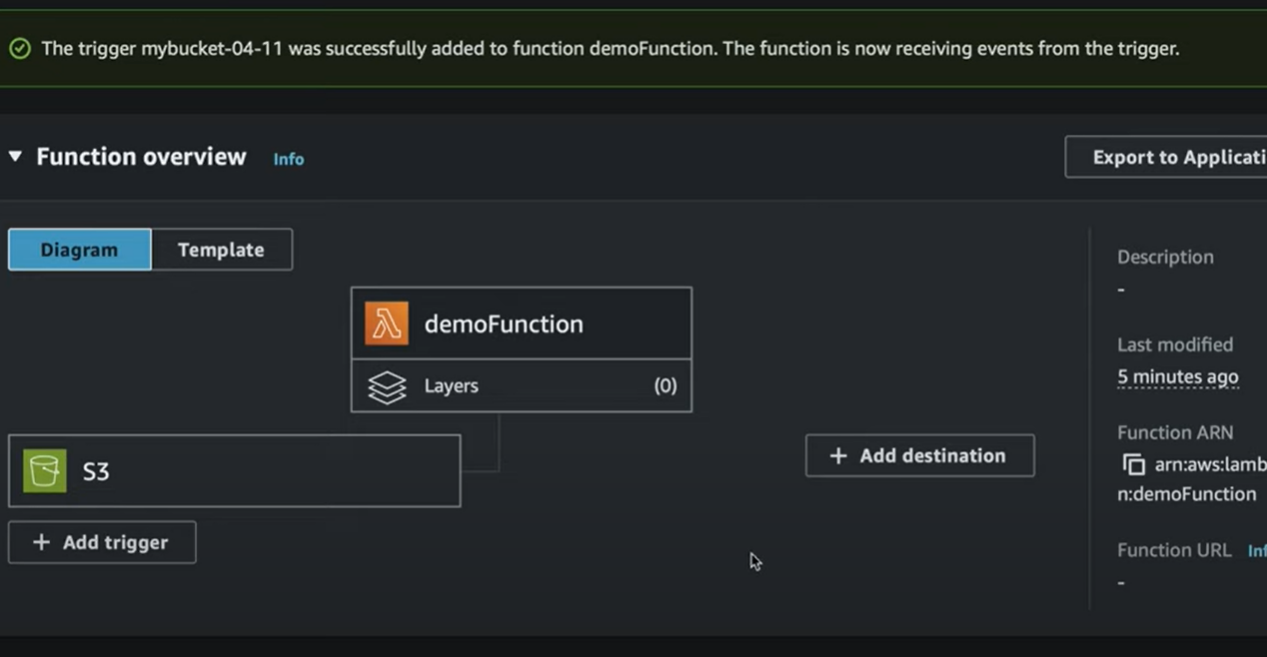 The trigger mybucket-04-11 was successfully added to function demoFunction. The function is now receiving events from the trigger.
Function overview Info
Export to Applicati
Diagram
Template
demoFunction
Layers (0)
S3
+ Add trigger
+ Add destination
Description
-
Last modified
5 minutes ago
Function ARN
arn:aws:lamb
n:demoFunction
Function URL Inf
-